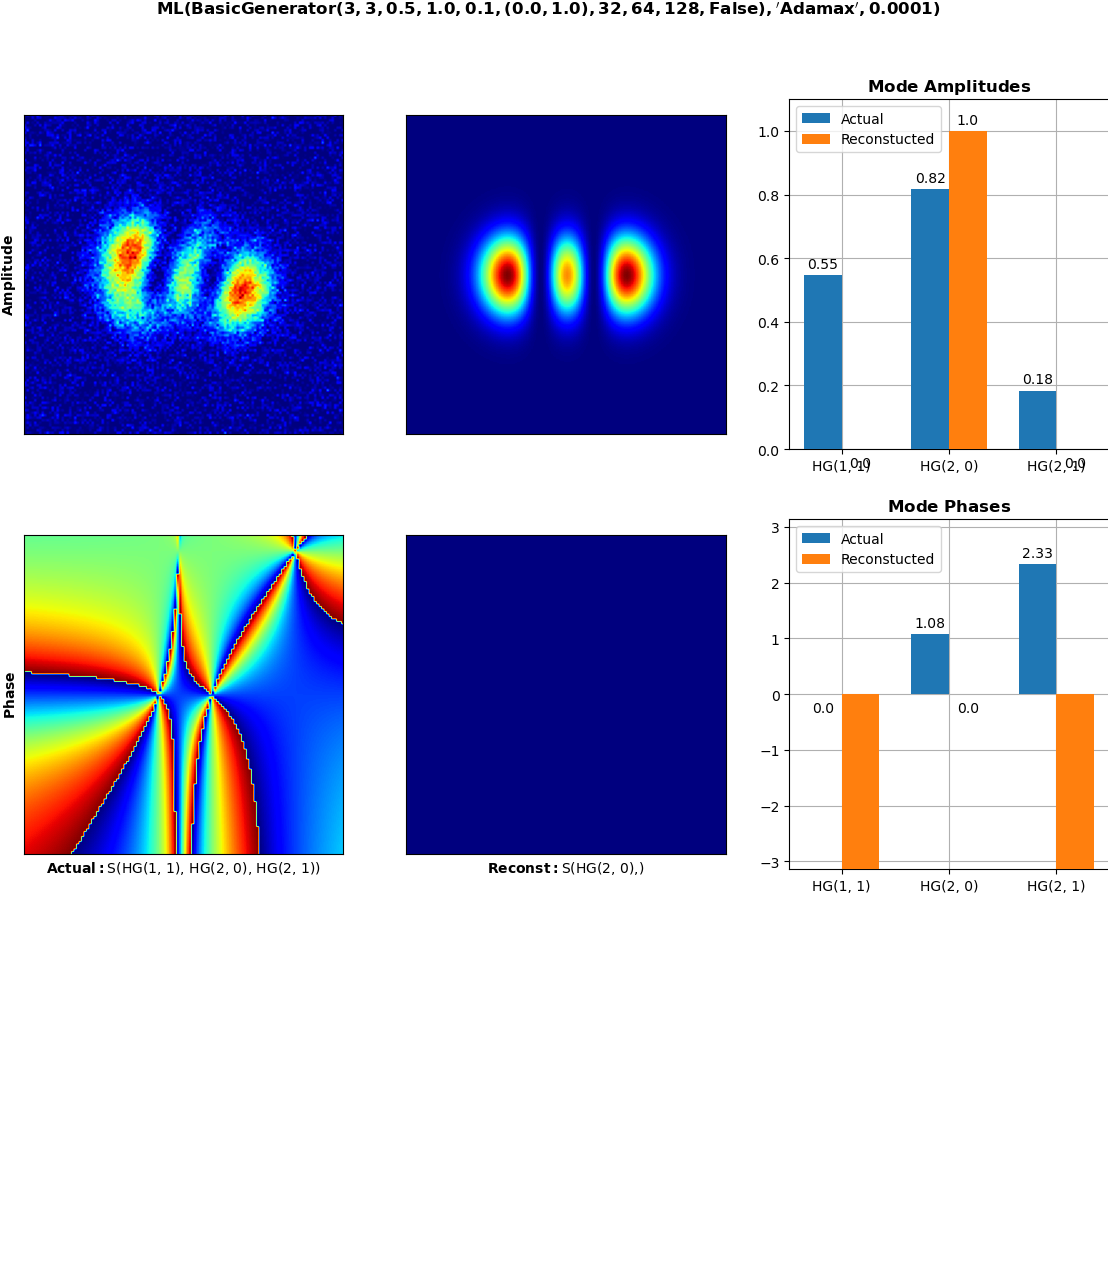 ML(BasicGenerator(3, 3, 0.5, 1.0, 0.1, (0.0, 1.0), 32, 64, 128, False), ′Adamax′, 0.0001)
Amplitude
Mode Amplitudes
Actual
Reconstucted
1.0
0.8
0.6
0.4
0.2
0.0
0.55
0.0
0.82
1.0
0.18
0.0
HG(1, 1)
HG(2, 0)
HG(2, 1)
Phase
Actual: S(HG(1, 1), HG(2, 0), HG(2, 1))
Reconst: S(HG(2, 0),)
Mode Phases
Actual
Reconstucted
3
2
1
0
−1
−2
−3
0.0
1.08
0.0
2.33
HG(1, 1)
HG(2, 0)
HG(2, 1)